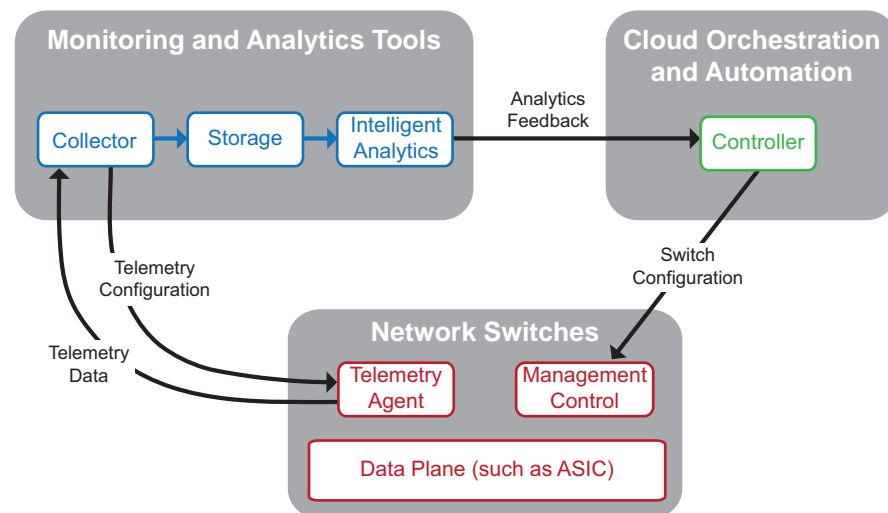 Monitoring and Analytics Tools
Collector
Storage
Intelligent
Analytics
Analytics
Feedback
Cloud Orchestration
and Automation
Controller
Telemetry
Configuration
Telemetry
Data
Switch
Configuration
Network Switches
Telemetry
Agent
Management
Control
Data Plane (such as ASIC)